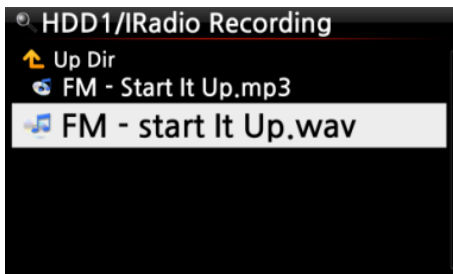 HDD1/IRadio Recording
Up Dir
FM - Start It Up.mp3
FM - start It Up.wav